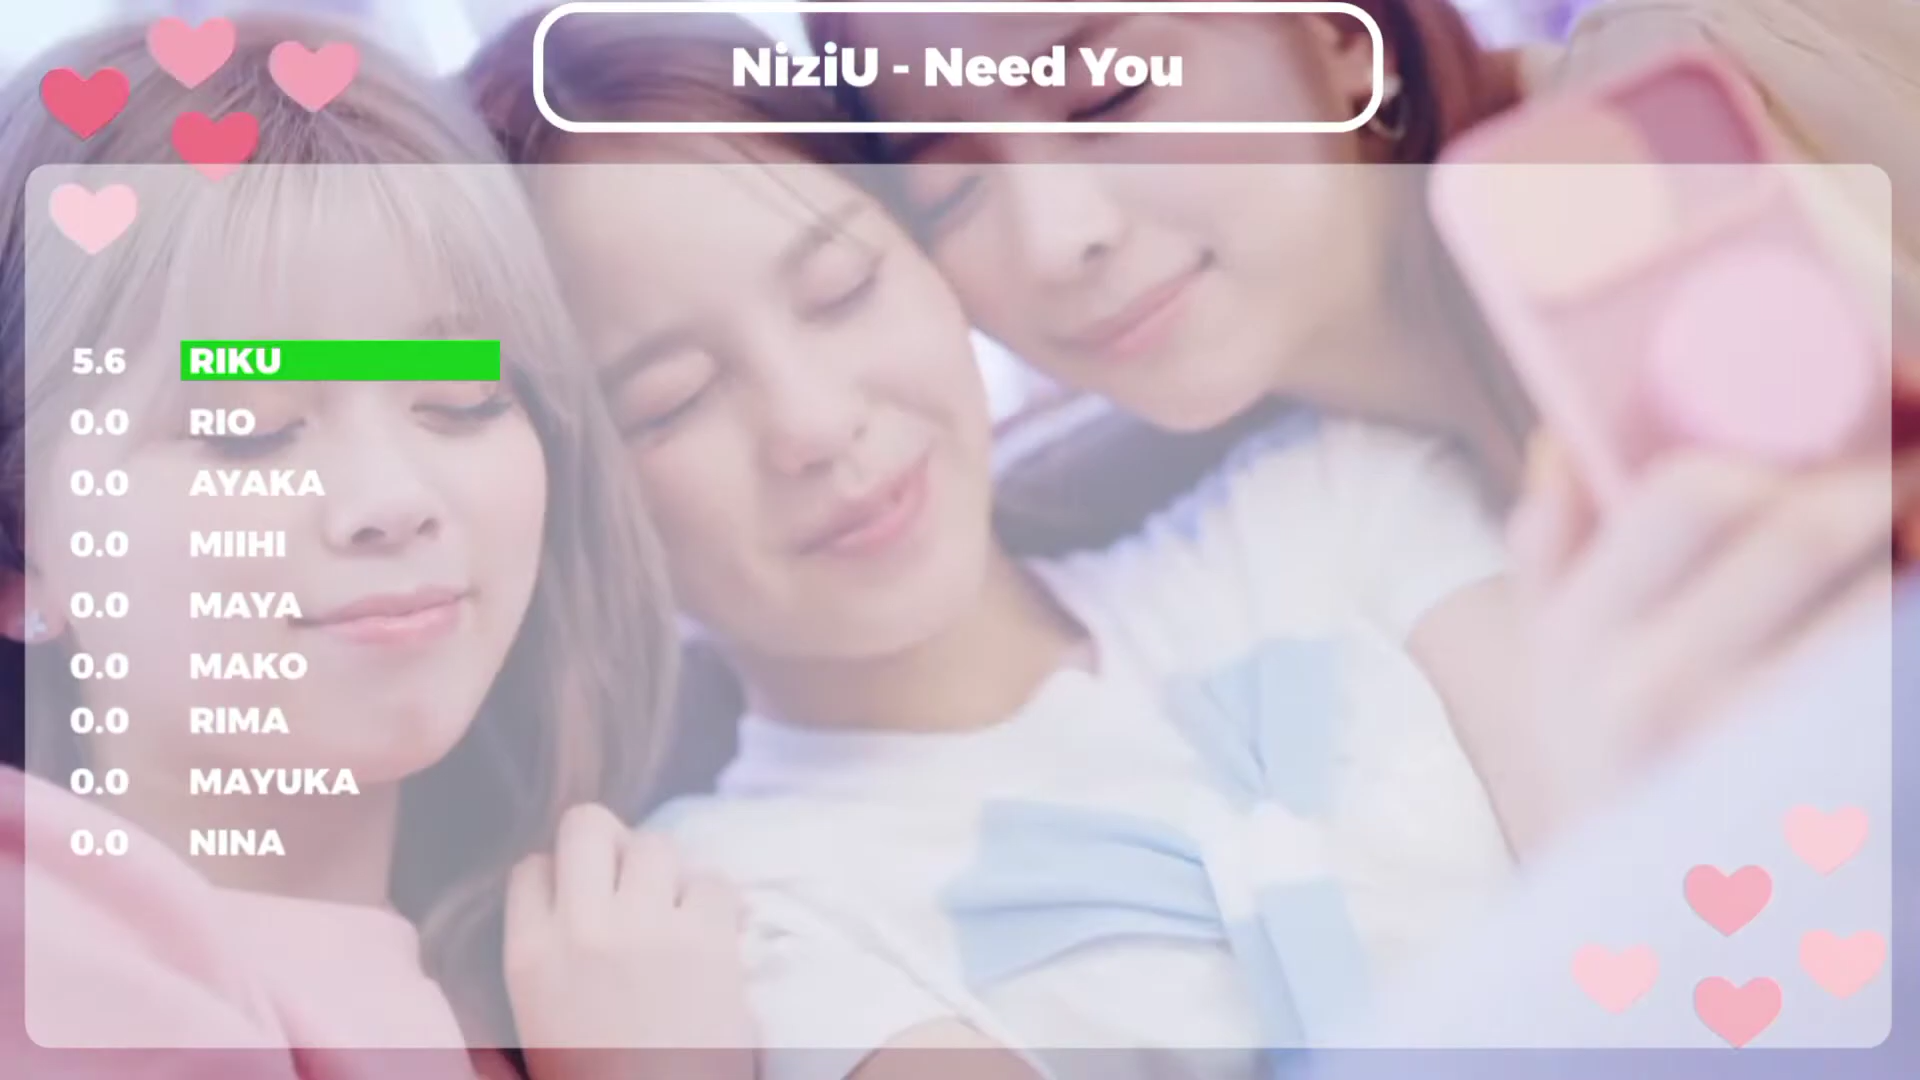 NiziU - Need You
5.6 RIKU
0.0 RIO
0.0 AYAKA
0.0 MIIHI
0.0 MAYA
0.0 MAKO
0.0 RIMA
0.0 MAYUKA
0.0 NINA